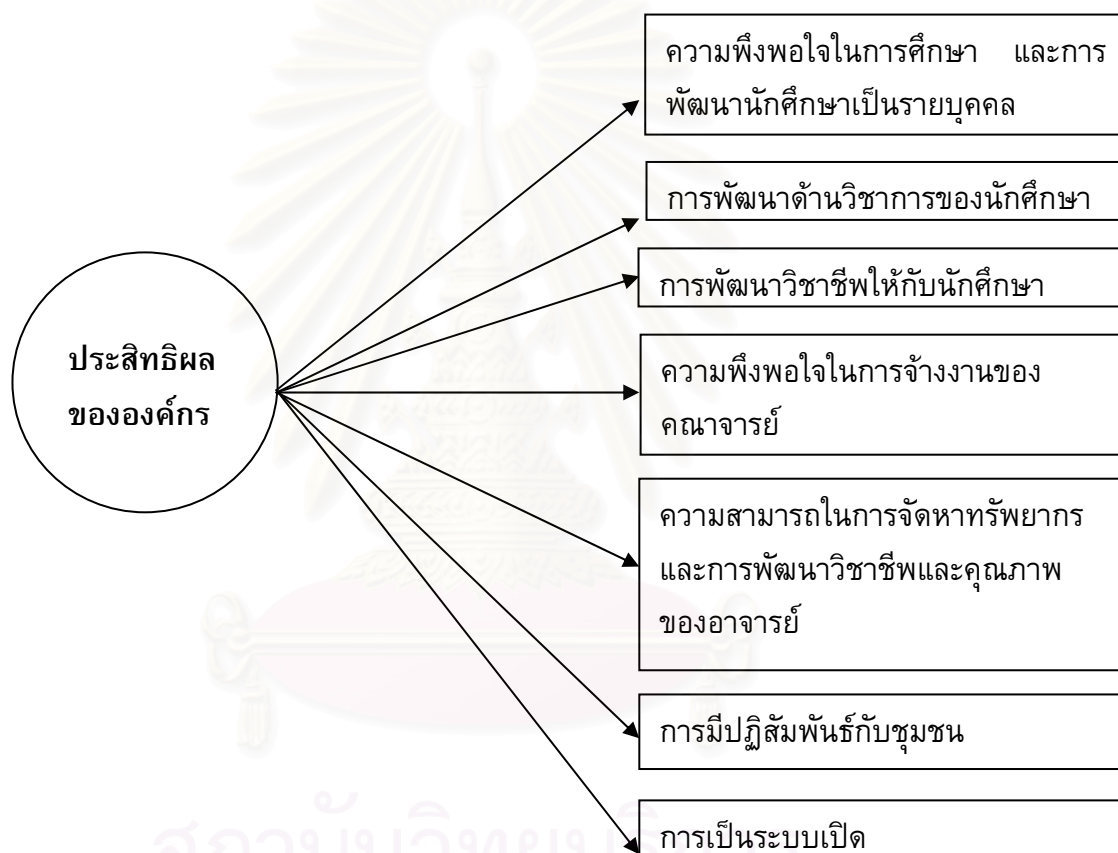 ความพึงพอใจในการศึกษา และการ
พัฒนานักศึกษาเป็นรายบุคคล
การพัฒนาด้านวิชาการของนักศึกษา
การพัฒนาวิชาชีพให้กับนักศึกษา
ประสิทธิผล
ขององค์กร
ความพึงพอใจในการจ้างงานของ
คณาจารย์
ความสามารถในการจัดหาทรัพยากร
และการพัฒนาวิชาชีพและคุณภาพ
ของอาจารย์
การมีปฏิสัมพันธ์กับชุมชน
การเป็นระบบเปิด